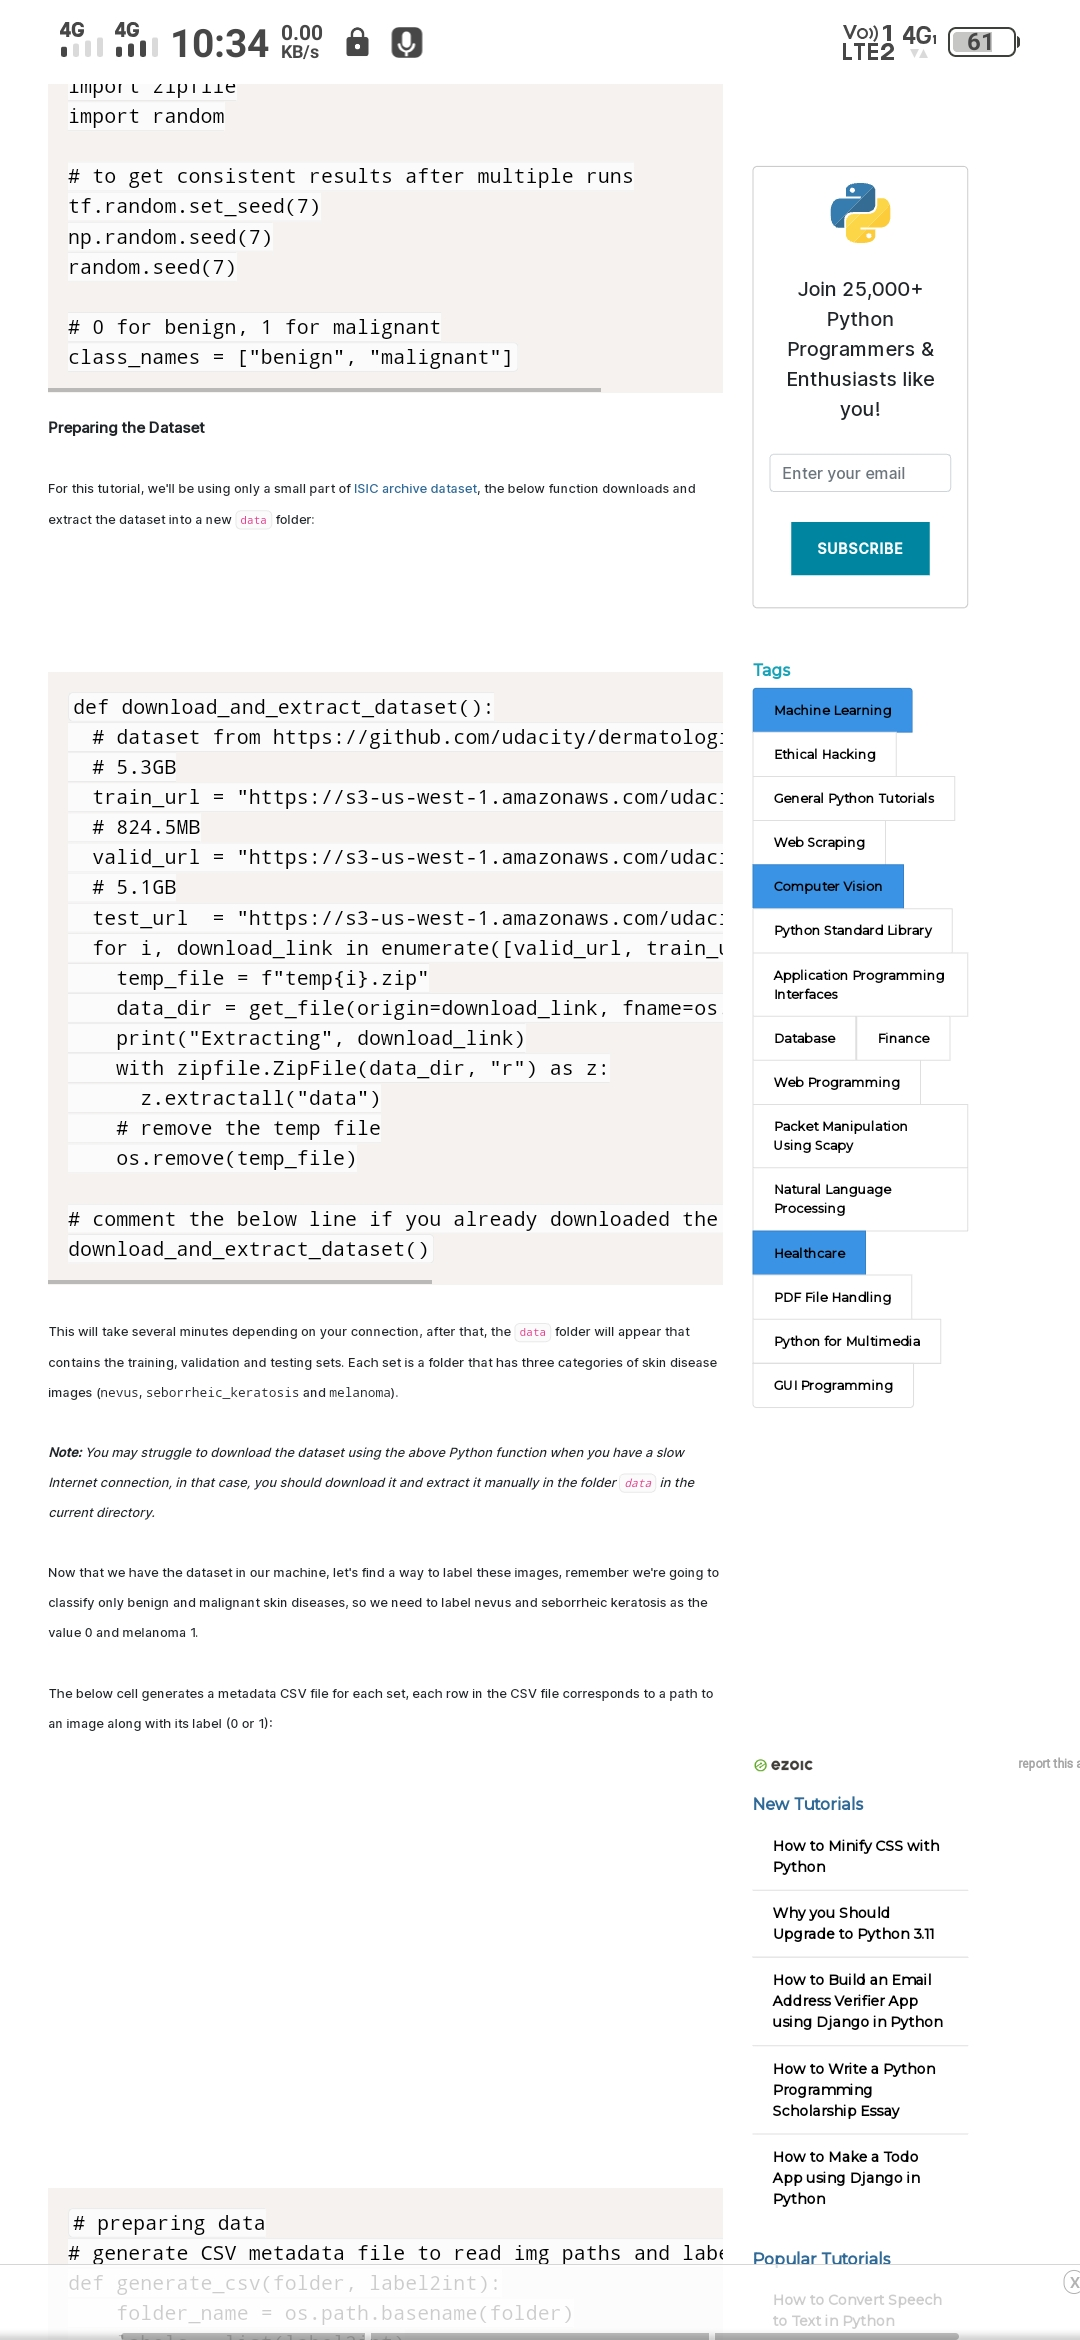 4G 4G 10:34 0.00 KB/s Vo)) 1 LTE2 4G 61
import zipfile
import random
# to get consistent results after multiple runs
tf.random.set_seed(7)
np.random.seed(7)
random.seed(7)
# 0 for benign, 1 for malignant
class_names = ["benign", "malignant"]
Preparing the Dataset
For this tutorial, we'll be using only a small part of ISIC archive dataset, the below function downloads and
extract the dataset into a new data folder:
def download_and_extract_dataset():
# dataset from https://github.com/udacity/dermatologi
# 5.3GB
train_url = "https://s3-us-west-1.amazonaws.com/udaci
# 824.5MB
valid_url = "https://s3-us-west-1.amazonaws.com/udaci
# 5.1GB
test_url  = "https://s3-us-west-1.amazonaws.com/udaci
for i, download_link in enumerate([valid_url, train_u
temp_file = f"temp{i}.zip"
data_dir = get_file(origin=download_link, fname=os.
print("Extracting", download_link)
with zipfile.ZipFile(data_dir, "r") as z:
z.extractall("data")
# remove the temp file
os.remove(temp_file)
# comment the below line if you already downloaded the
download_and_extract_dataset()
This will take several minutes depending on your connection, after that, the data folder will appear that
contains the training, validation and testing sets. Each set is a folder that has three categories of skin disease
images (nevus, seborrheic_keratosis and melanoma).
Note: You may struggle to download the dataset using the above Python function when you have a slow
Internet connection, in that case, you should download it and extract it manually in the folder data in the
current directory.
Now that we have the dataset in our machine, let's find a way to label these images, remember we're going to
classify only benign and malignant skin diseases, so we need to label nevus and seborrheic keratosis as the
value 0 and melanoma 1.
The below cell generates a metadata CSV file for each set, each row in the CSV file corresponds to a path to
an image along with its label (0 or 1):
# preparing data
# generate CSV metadata file to read img paths and labe
def generate_csv(folder, label2int):
folder_name = os.path.basename(folder)
Join 25,000+
Python
Programmers &
Enthusiasts like
you!
Enter your email
SUBSCRIBE
Tags
Machine Learning
Ethical Hacking
General Python Tutorials
Web Scraping
Computer Vision
Python Standard Library
Application Programming
Interfaces
Database
Finance
Web Programming
Packet Manipulation
Using Scapy
Natural Language
Processing
Healthcare
PDF File Handling
Python for Multimedia
GUI Programming
ezoic
report this a
New Tutorials
How to Minify CSS with
Python
Why you Should
Upgrade to Python 3.11
How to Build an Email
Address Verifier App
using Django in Python
How to Write a Python
Programming
Scholarship Essay
How to Make a Todo
App using Django in
Python
Popular Tutorials
How to Convert Speech
to Text in Python
X